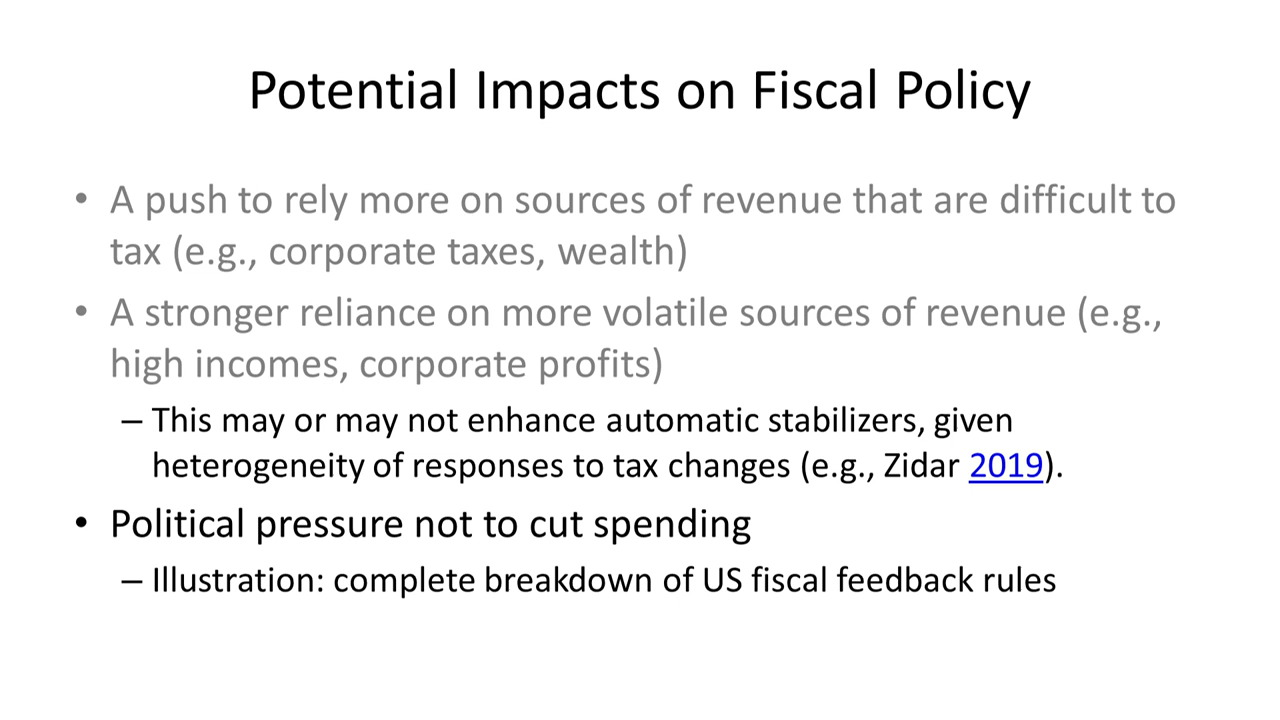 Potential Impacts on Fiscal Policy
• A push to rely more on sources of revenue that are difficult to
tax (e.g., corporate taxes, wealth)
• A stronger reliance on more volatile sources of revenue (e.g.,
high incomes, corporate profits)
– This may or may not enhance automatic stabilizers, given
heterogeneity of responses to tax changes (e.g., Zidar 2019).
• Political pressure not to cut spending
– Illustration: complete breakdown of US fiscal feedback rules